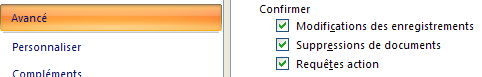 Avancé
Personnaliser
Compléments
Confirmer
Modifications des enregistrements
Suppressions de documents
Requêtes action